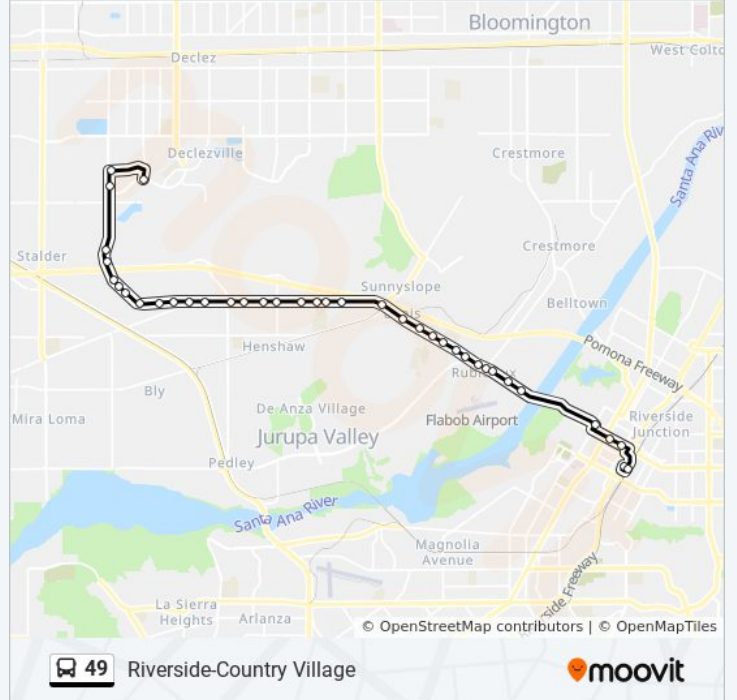 Bloomington
Declez
West Colto
Declezville
Crestmore
Santa Ana Riv
Stalder
Crestmore
Sunnyslope
Belltown
Henshaw
Pomona Freeway
Bly
De Anza Village
Mira Loma
Flabob Airport
Riverside
Junction
Jurupa Valley
Pedley
Santa Ana River
Magnolia
Avenue
side Freeway
La Sierra
Heights
Arlanza
© OpenStreetMap contributors | © OpenMapTiles
49 Riverside-Country Village
moovit